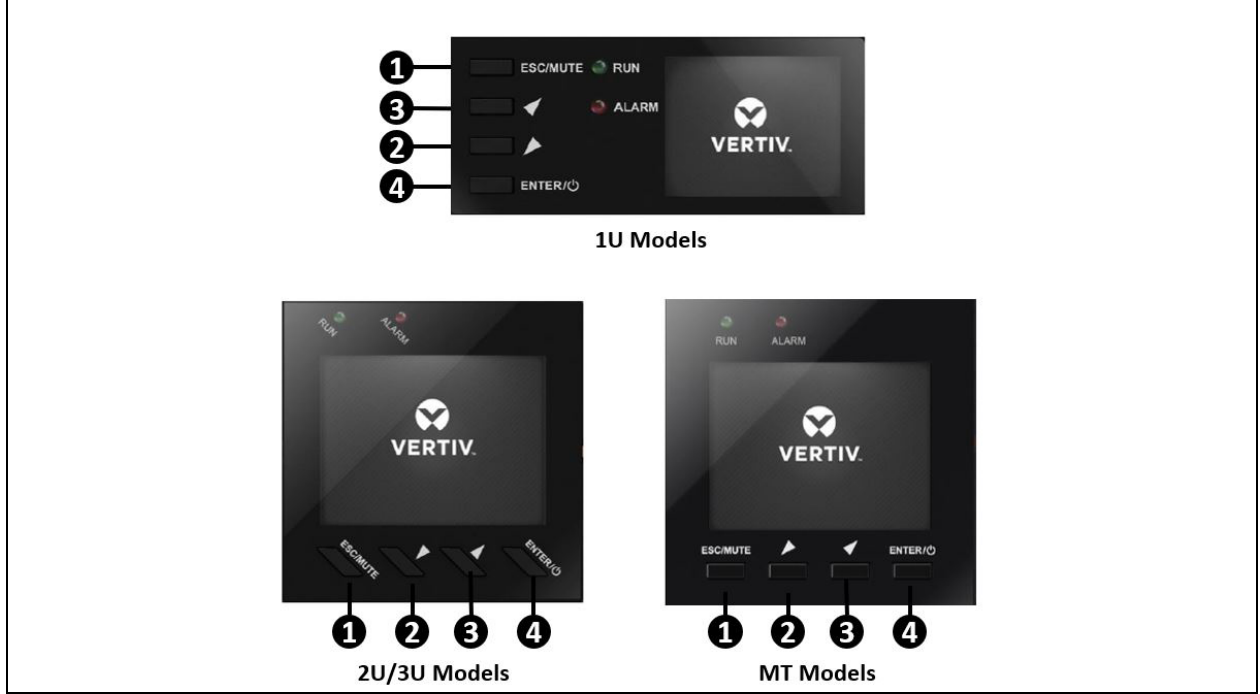 1 ESC/MUTE RUN
3 ALARM
2
4 ENTER/⏻
VERTIV.
1U Models
RUN ALARM
VERTIV.
ESC/MUTE ENTER/⏻
1 2 3 4
2U/3U Models
RUN ALARM
VERTIV.
ESC/MUTE ENTER/⏻
1 2 3 4
MT Models